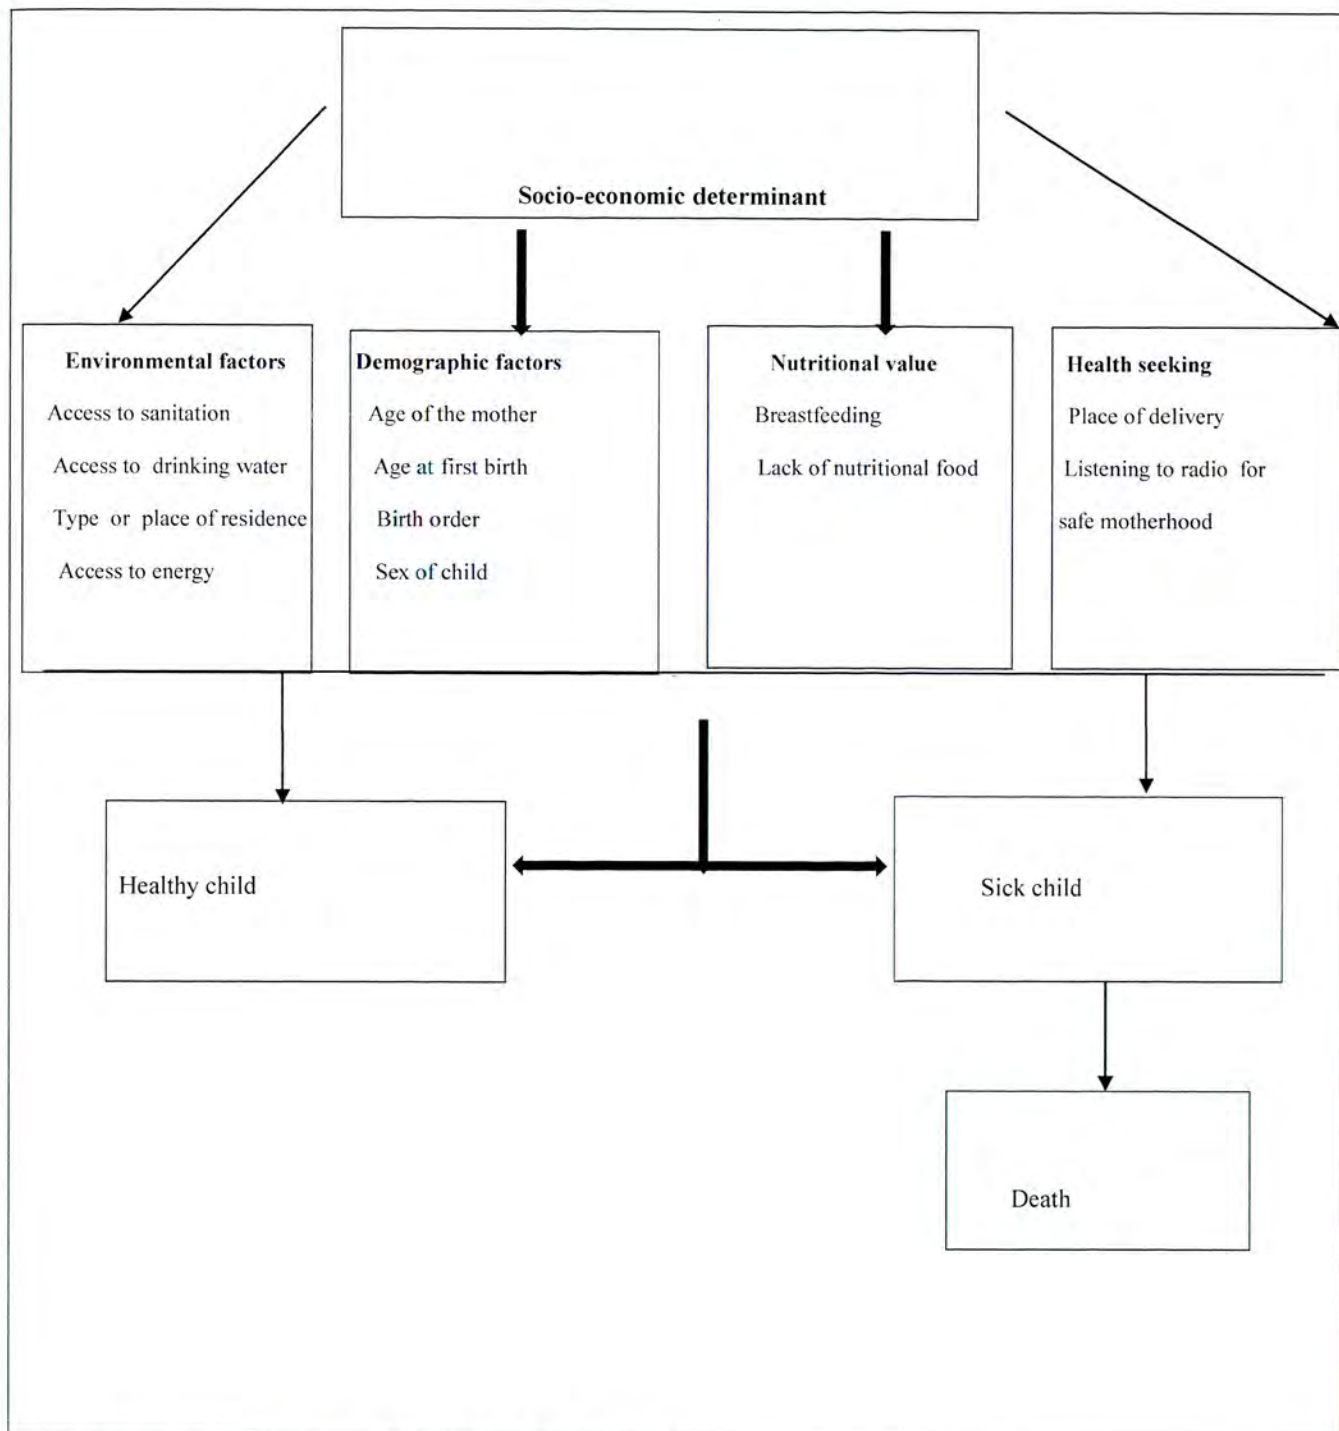 Socio-economic determinant
Environmental factors
Access to sanitation
Access to drinking water
Type or place of residence
Access to energy
Demographic factors
Age of the mother
Age at first birth
Birth order
Sex of child
Nutritional value
Breastfeeding
Lack of nutritional food
Health seeking
Place of delivery
Listening to radio for
safe motherhood
Healthy child
Sick child
Death